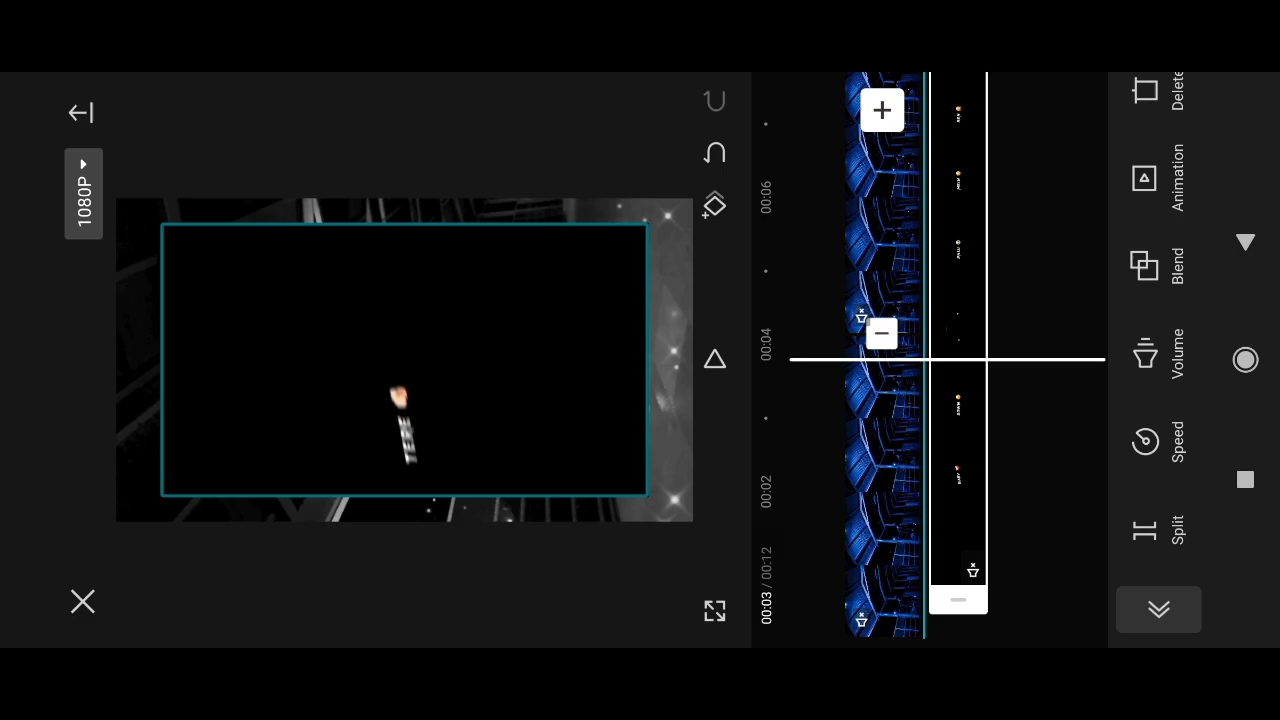 1080P
00:03 / 00:12
00:02
00:04
00:06
Split
Speed
Volume
Blend
Animation
Delete